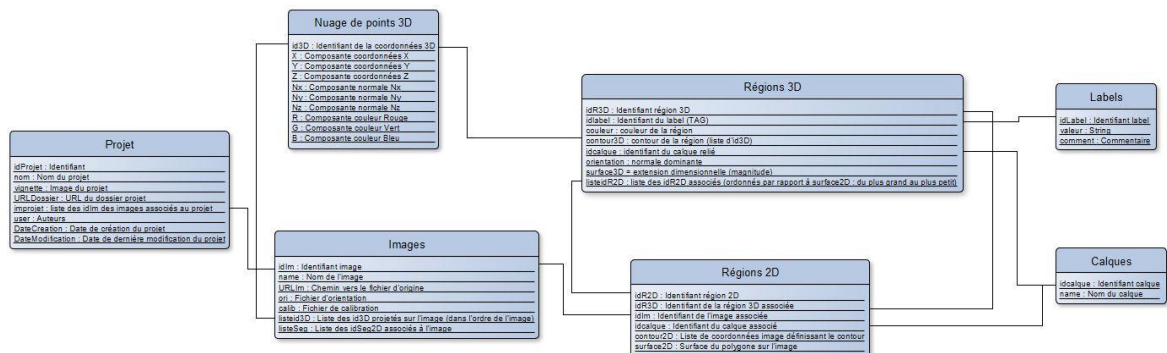 Nuage de points 3D
id3D : Identifiant de la coordonnées 3D
X : Composante coordonnées X
Y : Composante coordonnées Y
Z : Composante coordonnées Z
Nx : Composante normale Nx
Ny : Composante normale Ny
Nz : Composante normale Nz
R : Composante couleur Rouge
G : Composante couleur Vert
B : Composante couleur Bleu
Régions 3D
idR3D : Identifiant région 3D
idlabel : Identifiant du label (TAG)
couleur : couleur de la région
contour3D : contour de la région (liste d'id3D)
idcalque : identifiant du calque relié
orientation : normale dominante
surface3D = extension dimensionnelle (magnitude)
listeidR2D : liste des idR2D associés (ordonnés par rapport à surface2D : du plus grand au plus petit)
Labels
idLabel : Identifiant label
valeur : String
comment : Commentaire
Projet
idProjet : Identifiant
nom : Nom du projet
vignette : Image du projet
URLDossier : URL du dossier projet
improjet : liste des idIm des images associés au projet
user : Auteurs
DateCreation : Date de création du projet
DateModification : Date de dernière modification du projet
Images
idIm : Identifiant image
name : Nom de l'image
URLIm : Chemin vers le fichier d'origine
ori : Fichier d'orientation
calib : Fichier de calibration
listeid3D : Liste des id3D projetés sur l'image (dans l'ordre de l'image)
listeSeg : Liste des idSeg2D associés à l'image
Régions 2D
idR2D : Identifiant région 2D
idR3D : Identifiant de la région 3D associée
idIm : Identifiant de l'image associée
idcalque : Identifiant du calque associé
contour2D : Liste de coordonnées image définissant le contour
surface2D : Surface du polygone sur l'image
Calques
idcalque : Identifiant calque
name : Nom du calque